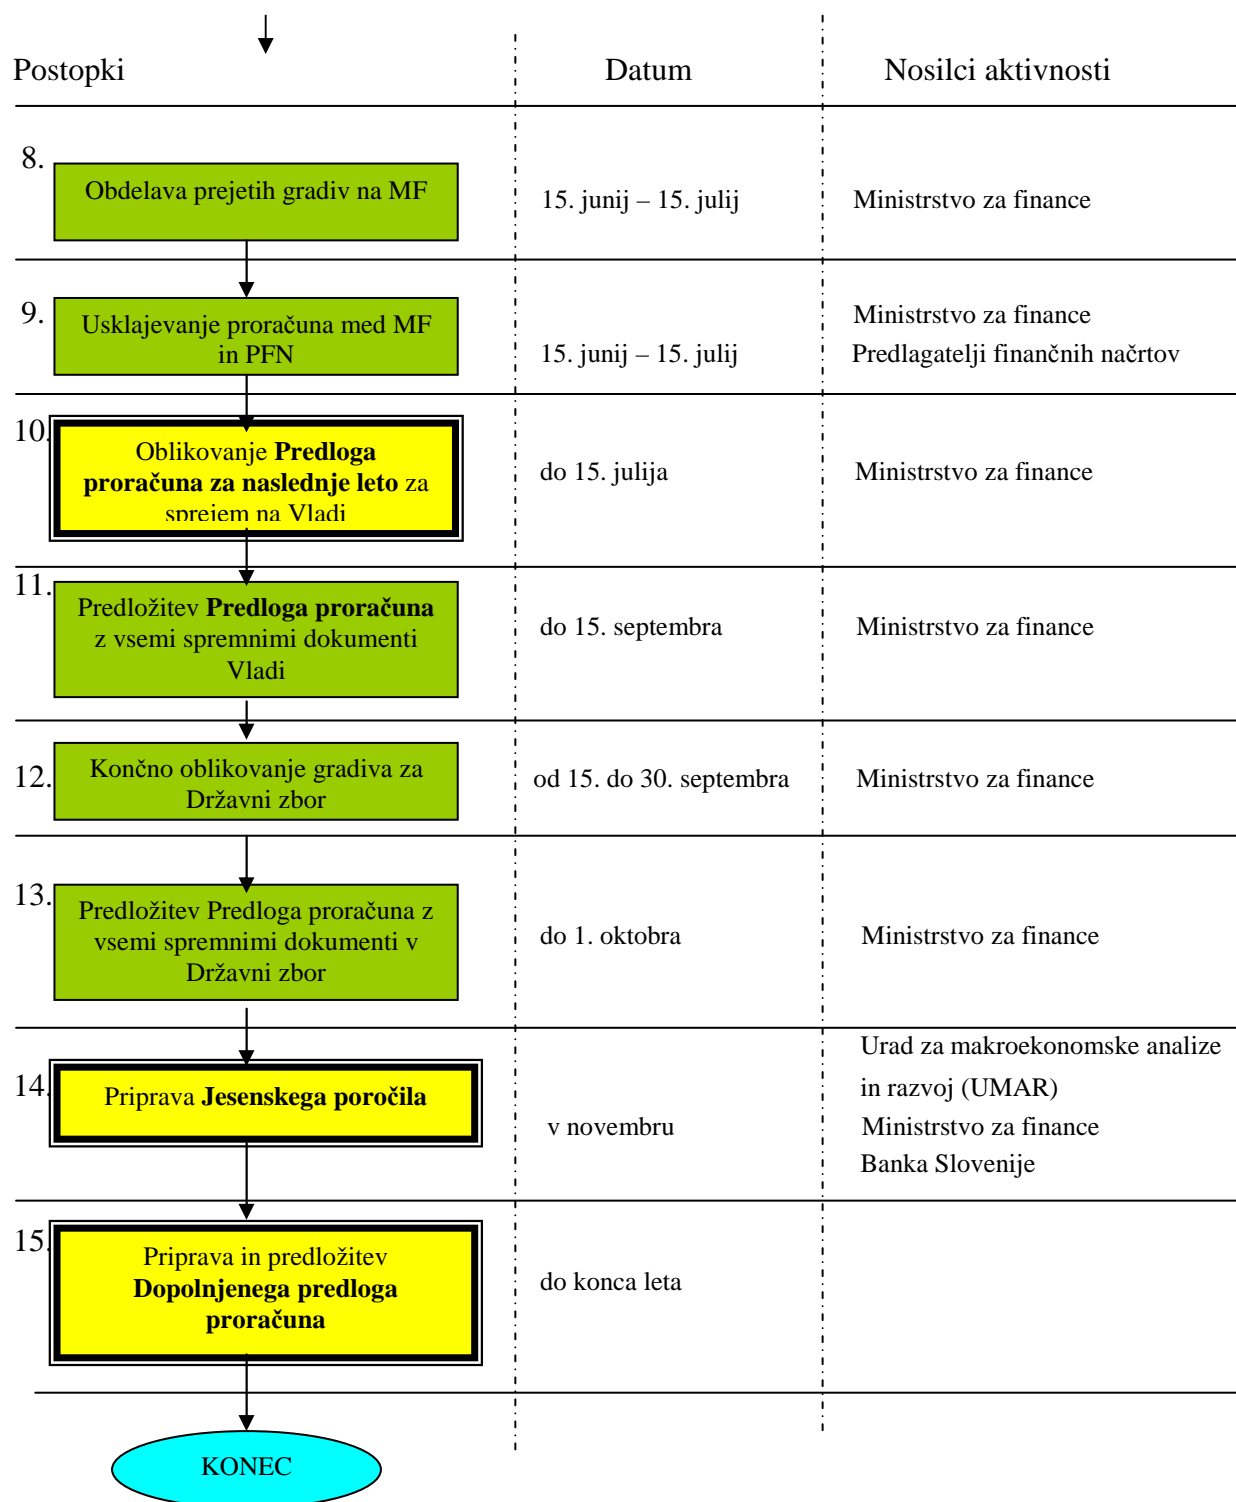 Postopki
Datum
Nosilci aktivnosti
8.
Obdelava prejetih gradiv na MF
15. junij – 15. julij
Ministrstvo za finance
9.
Usklajevanje proračuna med MF
in PFN
15. junij – 15. julij
Ministrstvo za finance
Predlagatelji finančnih načrtov
10.
Oblikovanje Predloga
proračuna za naslednje leto za
sprejem na Vladi
do 15. julija
Ministrstvo za finance
11.
Predložitev Predloga proračuna
z vsemi spremnimi dokumenti
Vladi
do 15. septembra
Ministrstvo za finance
12.
Končno oblikovanje gradiva za
Državni zbor
od 15. do 30. septembra
Ministrstvo za finance
13.
Predložitev Predloga proračuna z
vsemi spremnimi dokumenti v
Državni zbor
do 1. oktobra
Ministrstvo za finance
14.
Priprava Jesenskega poročila
v novembru
Urad za makroekonomske analize
in razvoj (UMAR)
Ministrstvo za finance
Banka Slovenije
15.
Priprava in predložitev
Dopolnjenega predloga
proračuna
do konca leta
KONEC